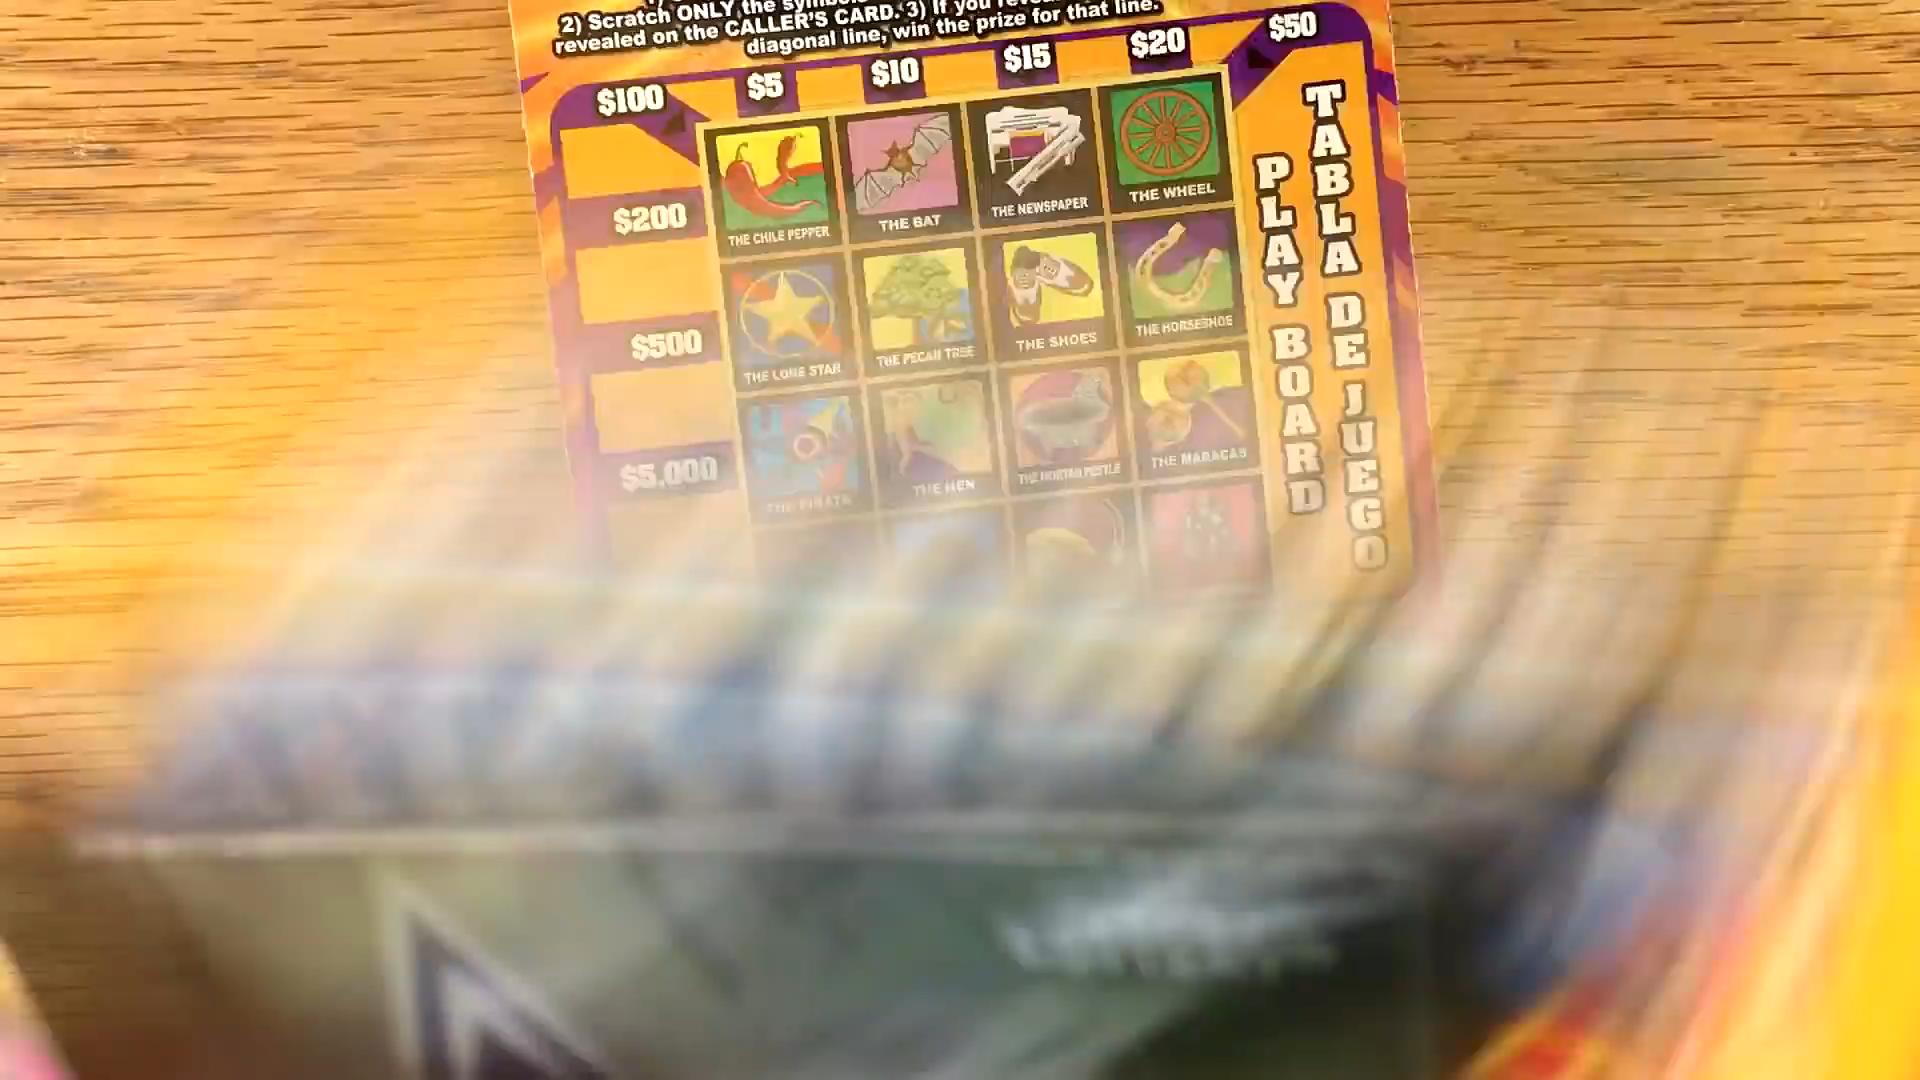 2) Scratch ONLY the
revealed on the CALLER'S CARD. 3) If you
diagonal line, win the prize for that line.
$100 $5 $10 $15 $20 $50
THE CHILE PEPPER THE BAT THE NEWSPAPER THE WHEEL
$200
THE LONE STAR THE PECAN TREE THE SHOES THE HORSESHOE
$500
THE PIRATE THE HEN THE MORTAR PESTLE THE MARACAS
$5,000
TABLA DE JUEGO
PLAY BOARD